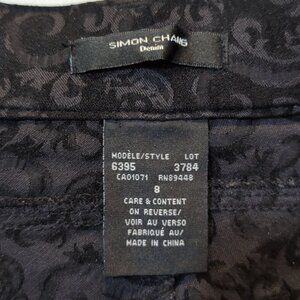 SIMON CHANG
Denim
MODÈLE/STYLE LOT
6395 3784
CA01071 RN89448
8
CARE & CONTENT
ON REVERSE/
VOIR AU VERSO
FABRIQUÉ AU/
MADE IN CHINA